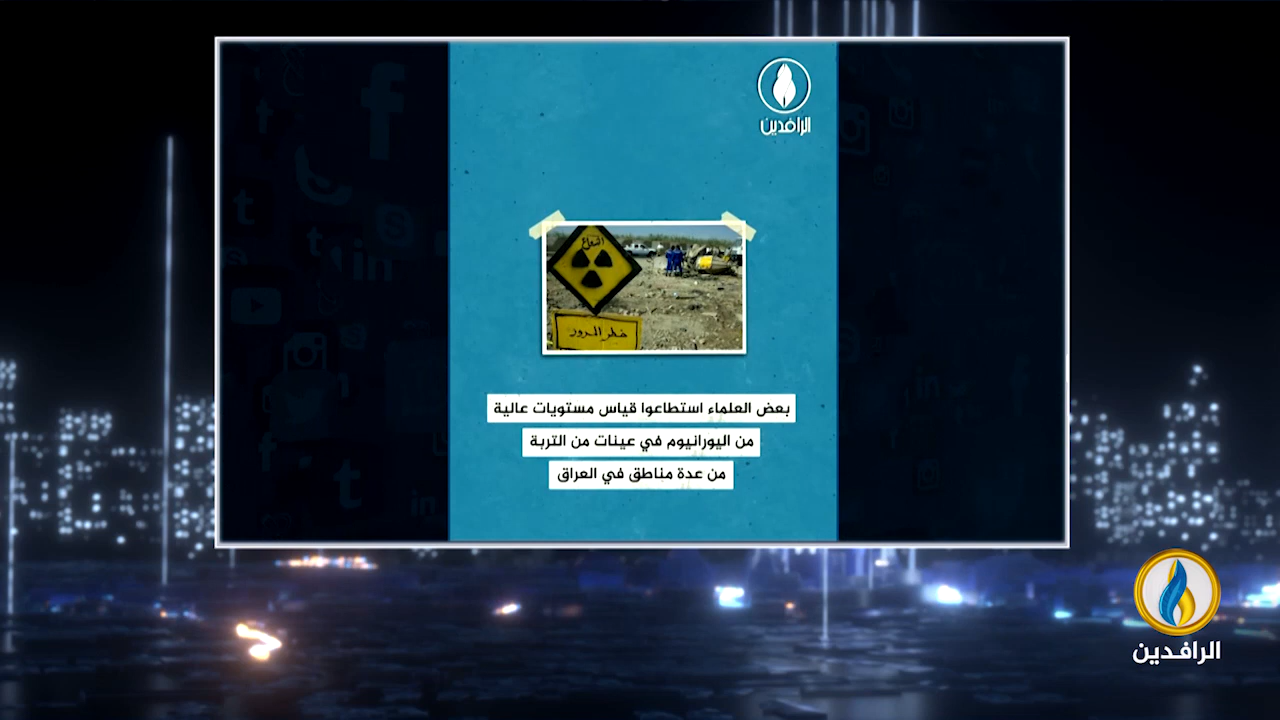 الرافدين
اشعاع
خطر المرور
بعض العلماء استطاعوا قياس مستويات عالية
من اليورانيوم في عينات من التربة
من عدة مناطق في العراق
الرافدين